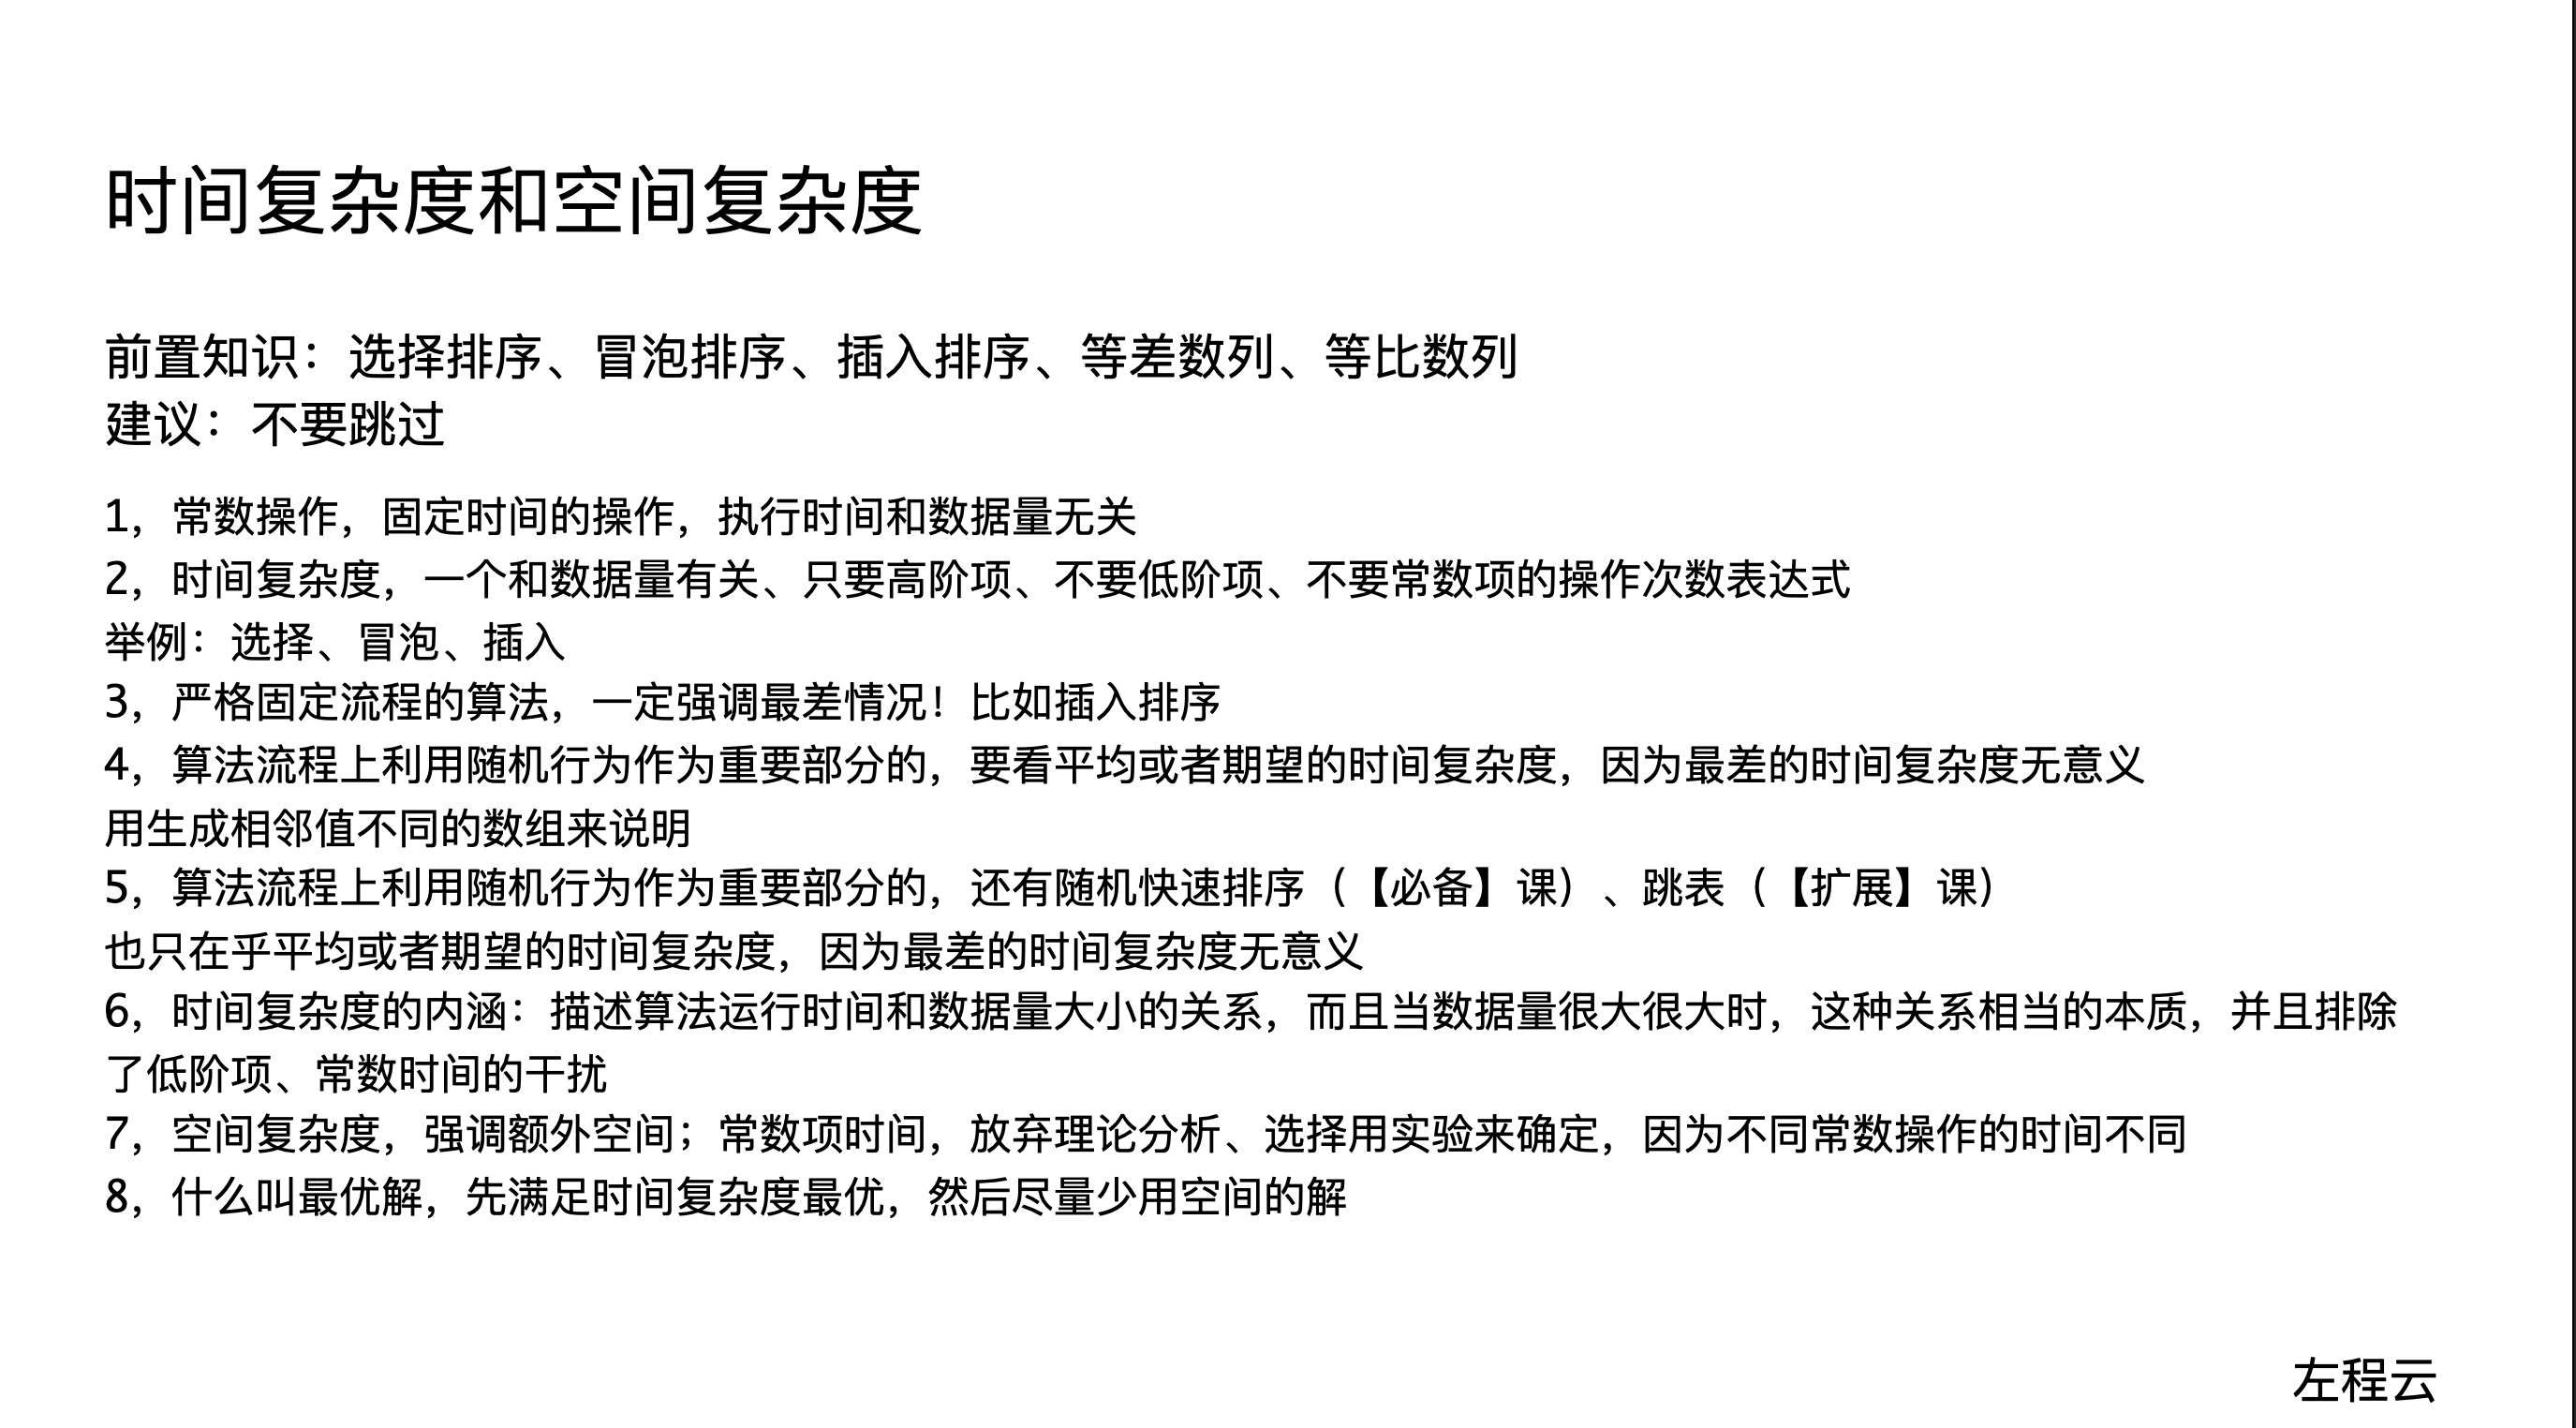 时间复杂度和空间复杂度
前置知识：选择排序、冒泡排序、插入排序、等差数列、等比数列
建议：不要跳过
1，常数操作，固定时间的操作，执行时间和数据量无关
2，时间复杂度，一个和数据量有关、只要高阶项、不要低阶项、不要常数项的操作次数表达式
举例：选择、冒泡、插入
3，严格固定流程的算法，一定强调最差情况！比如插入排序
4，算法流程上利用随机行为作为重要部分的，要看平均或者期望的时间复杂度，因为最差的时间复杂度无意义
用生成相邻值不同的数组来说明
5，算法流程上利用随机行为作为重要部分的，还有随机快速排序（【必备】课）、跳表（【扩展】课）
也只在乎平均或者期望的时间复杂度，因为最差的时间复杂度无意义
6，时间复杂度的内涵：描述算法运行时间和数据量大小的关系，而且当数据量很大很大时，这种关系相当的本质，并且排除
了低阶项、常数时间的干扰
7，空间复杂度，强调额外空间；常数项时间，放弃理论分析、选择用实验来确定，因为不同常数操作的时间不同
8，什么叫最优解，先满足时间复杂度最优，然后尽量少用空间的解
左程云